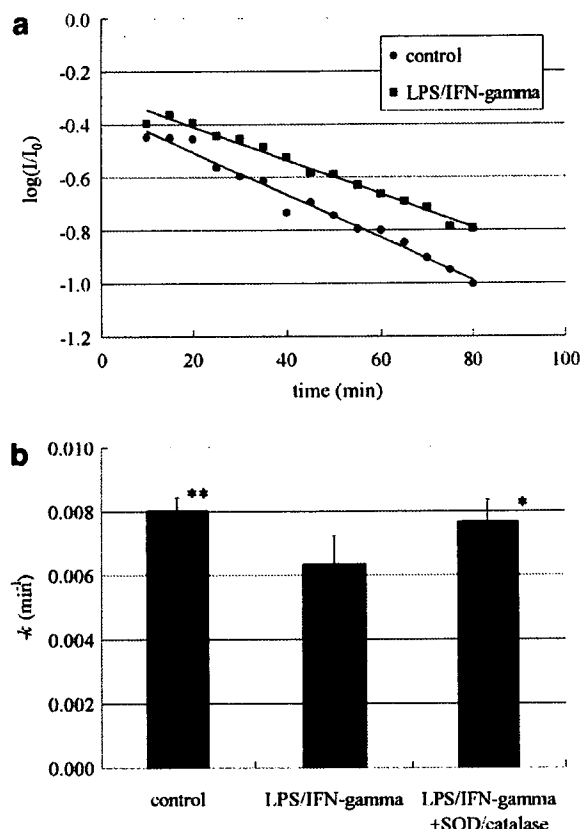 a
0.0
-0.2
-0.4
-0.6
-0.8
-1.0
-1.2
log(I/I0)
control
LPS/IFN-gamma
0 20 40 60 80 100
time (min)
b
0.010
0.008
0.006
0.004
0.002
0.000
-k (min-1)
**
*
control LPS/IFN-gamma LPS/IFN-gamma
+SOD/catalase